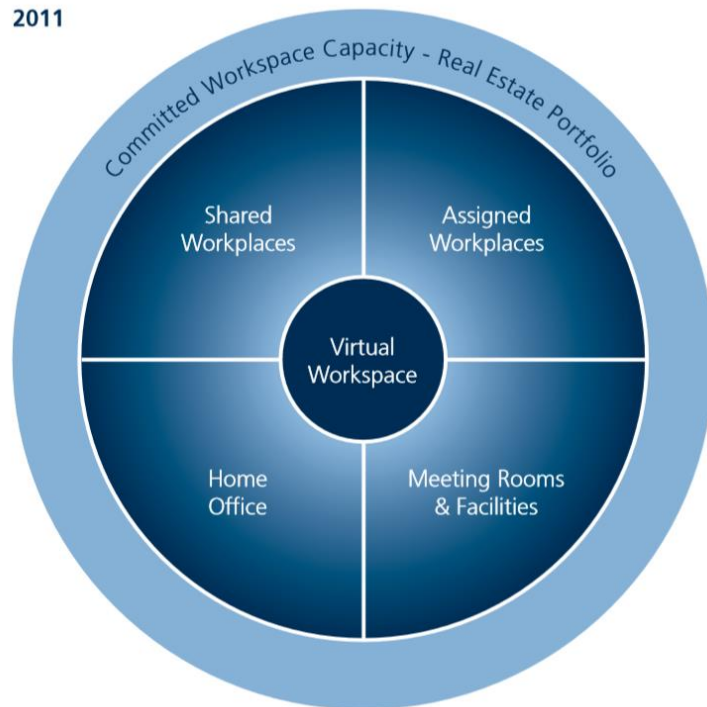 2011
Committed Workspace Capacity - Real Estate Portfolio
Shared
Workplaces
Assigned
Workplaces
Virtual
Workspace
Home
Office
Meeting Rooms
& Facilities